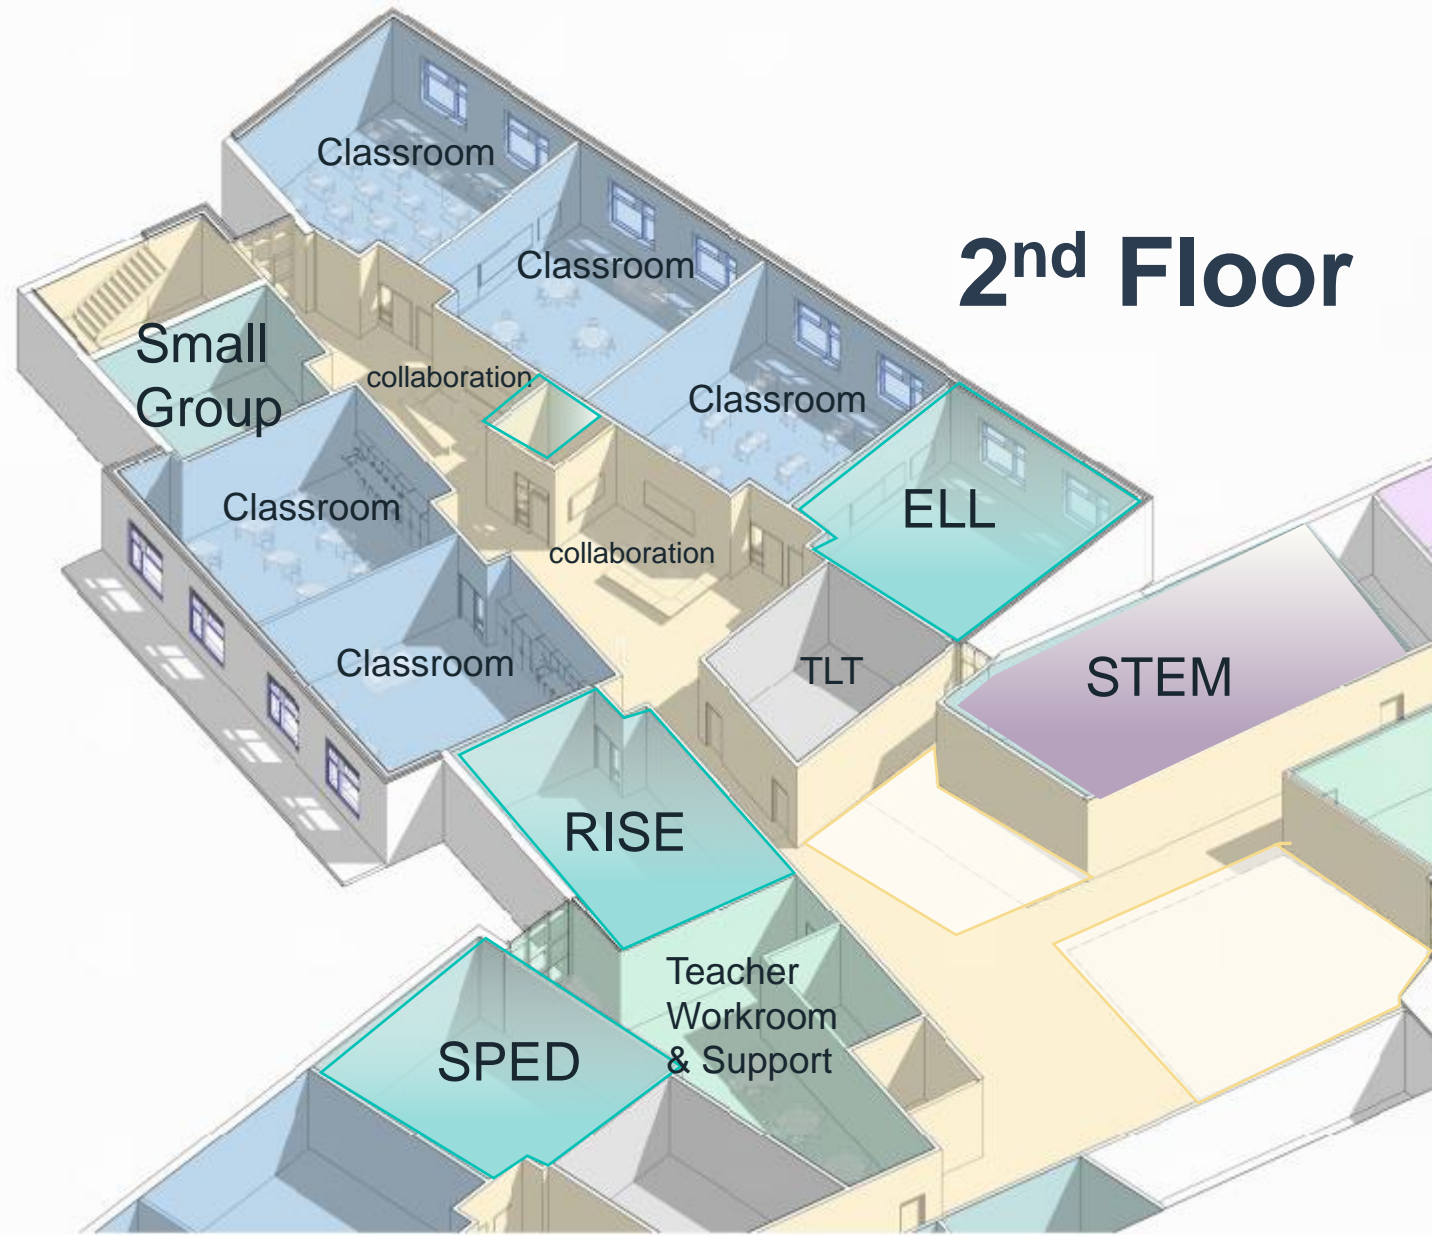 Classroom
2nd Floor
Classroom
Small
Group
collaboration
Classroom
Classroom
ELL
collaboration
Classroom
TLT
STEM
RISE
Teacher
Workroom
& Support
SPED